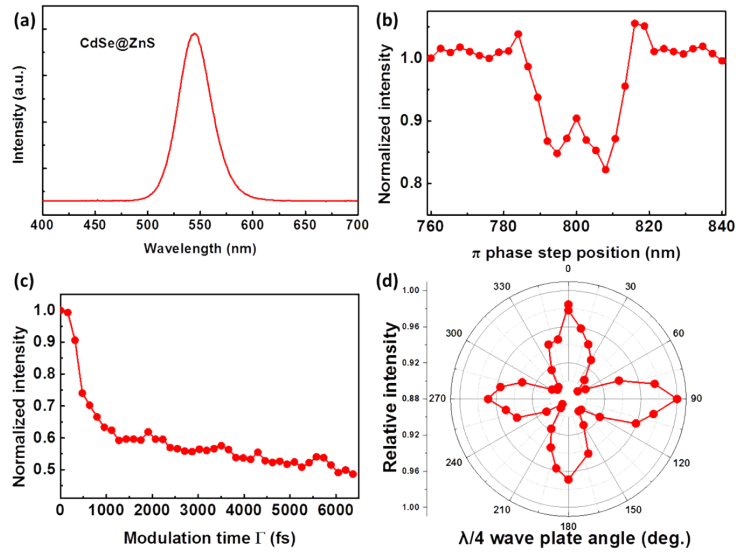 (a)
CdSe@ZnS
Intensity (a.u.)
400 450 500 550 600 650 700
Wavelength (nm)
(b)
1.0
0.9
0.8
Normalized intensity
760 780 800 820 840
π phase step position (nm)
(c)
1.0
0.9
0.8
0.7
0.6
0.5
Normalized intensity
0 1000 2000 3000 4000 5000 6000
Modulation time Γ (fs)
(d)
0
30
60
90
120
150
180
210
240
270
300
330
1.00
0.96
0.92
0.88
0.92
0.96
1.00
Relative intensity
λ/4 wave plate angle (deg.)